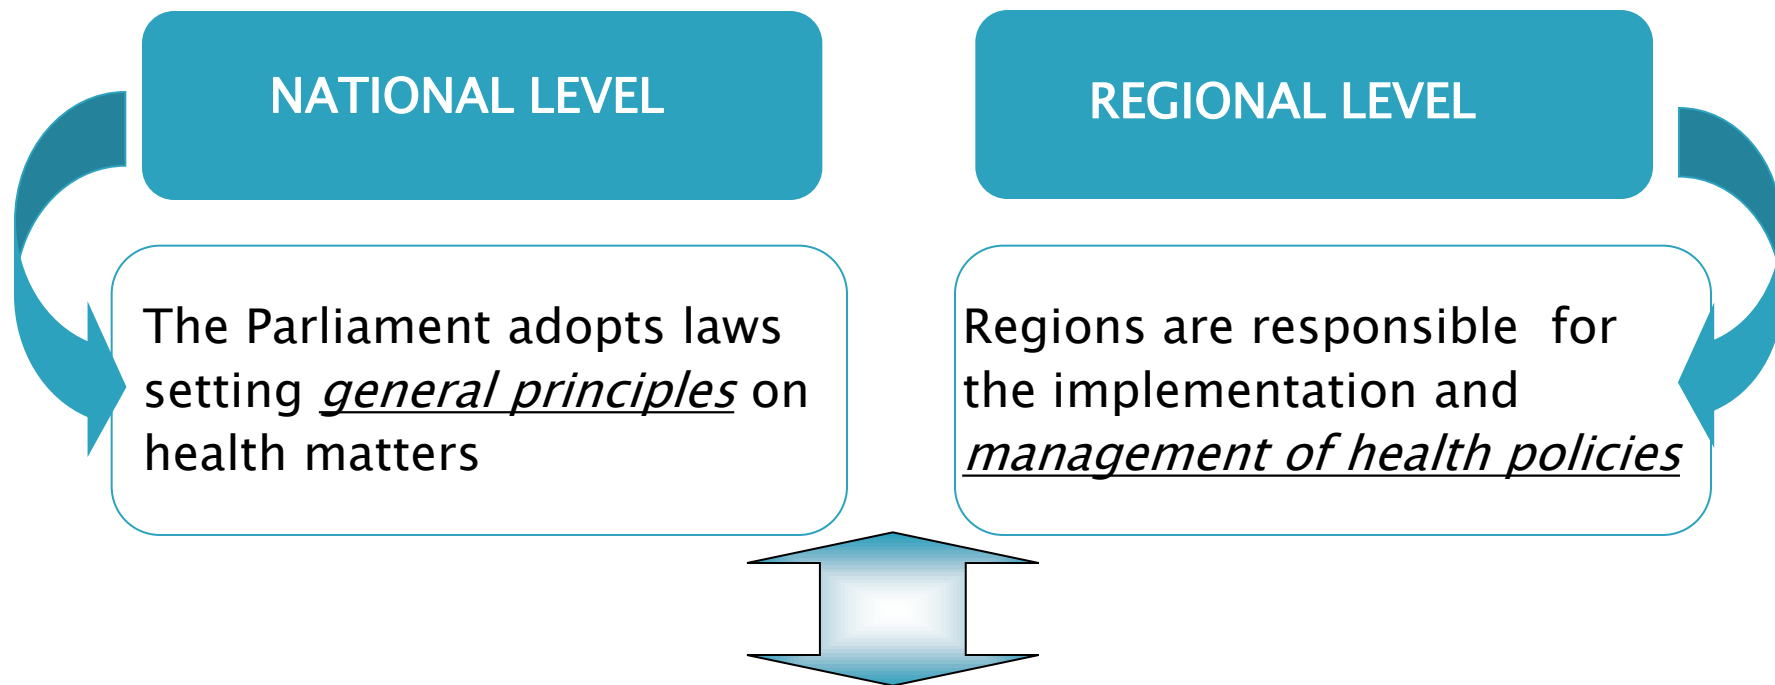 NATIONAL LEVEL
The Parliament adopts laws
setting general principles on
health matters
REGIONAL LEVEL
Regions are responsible  for
the implementation and
management of health policies